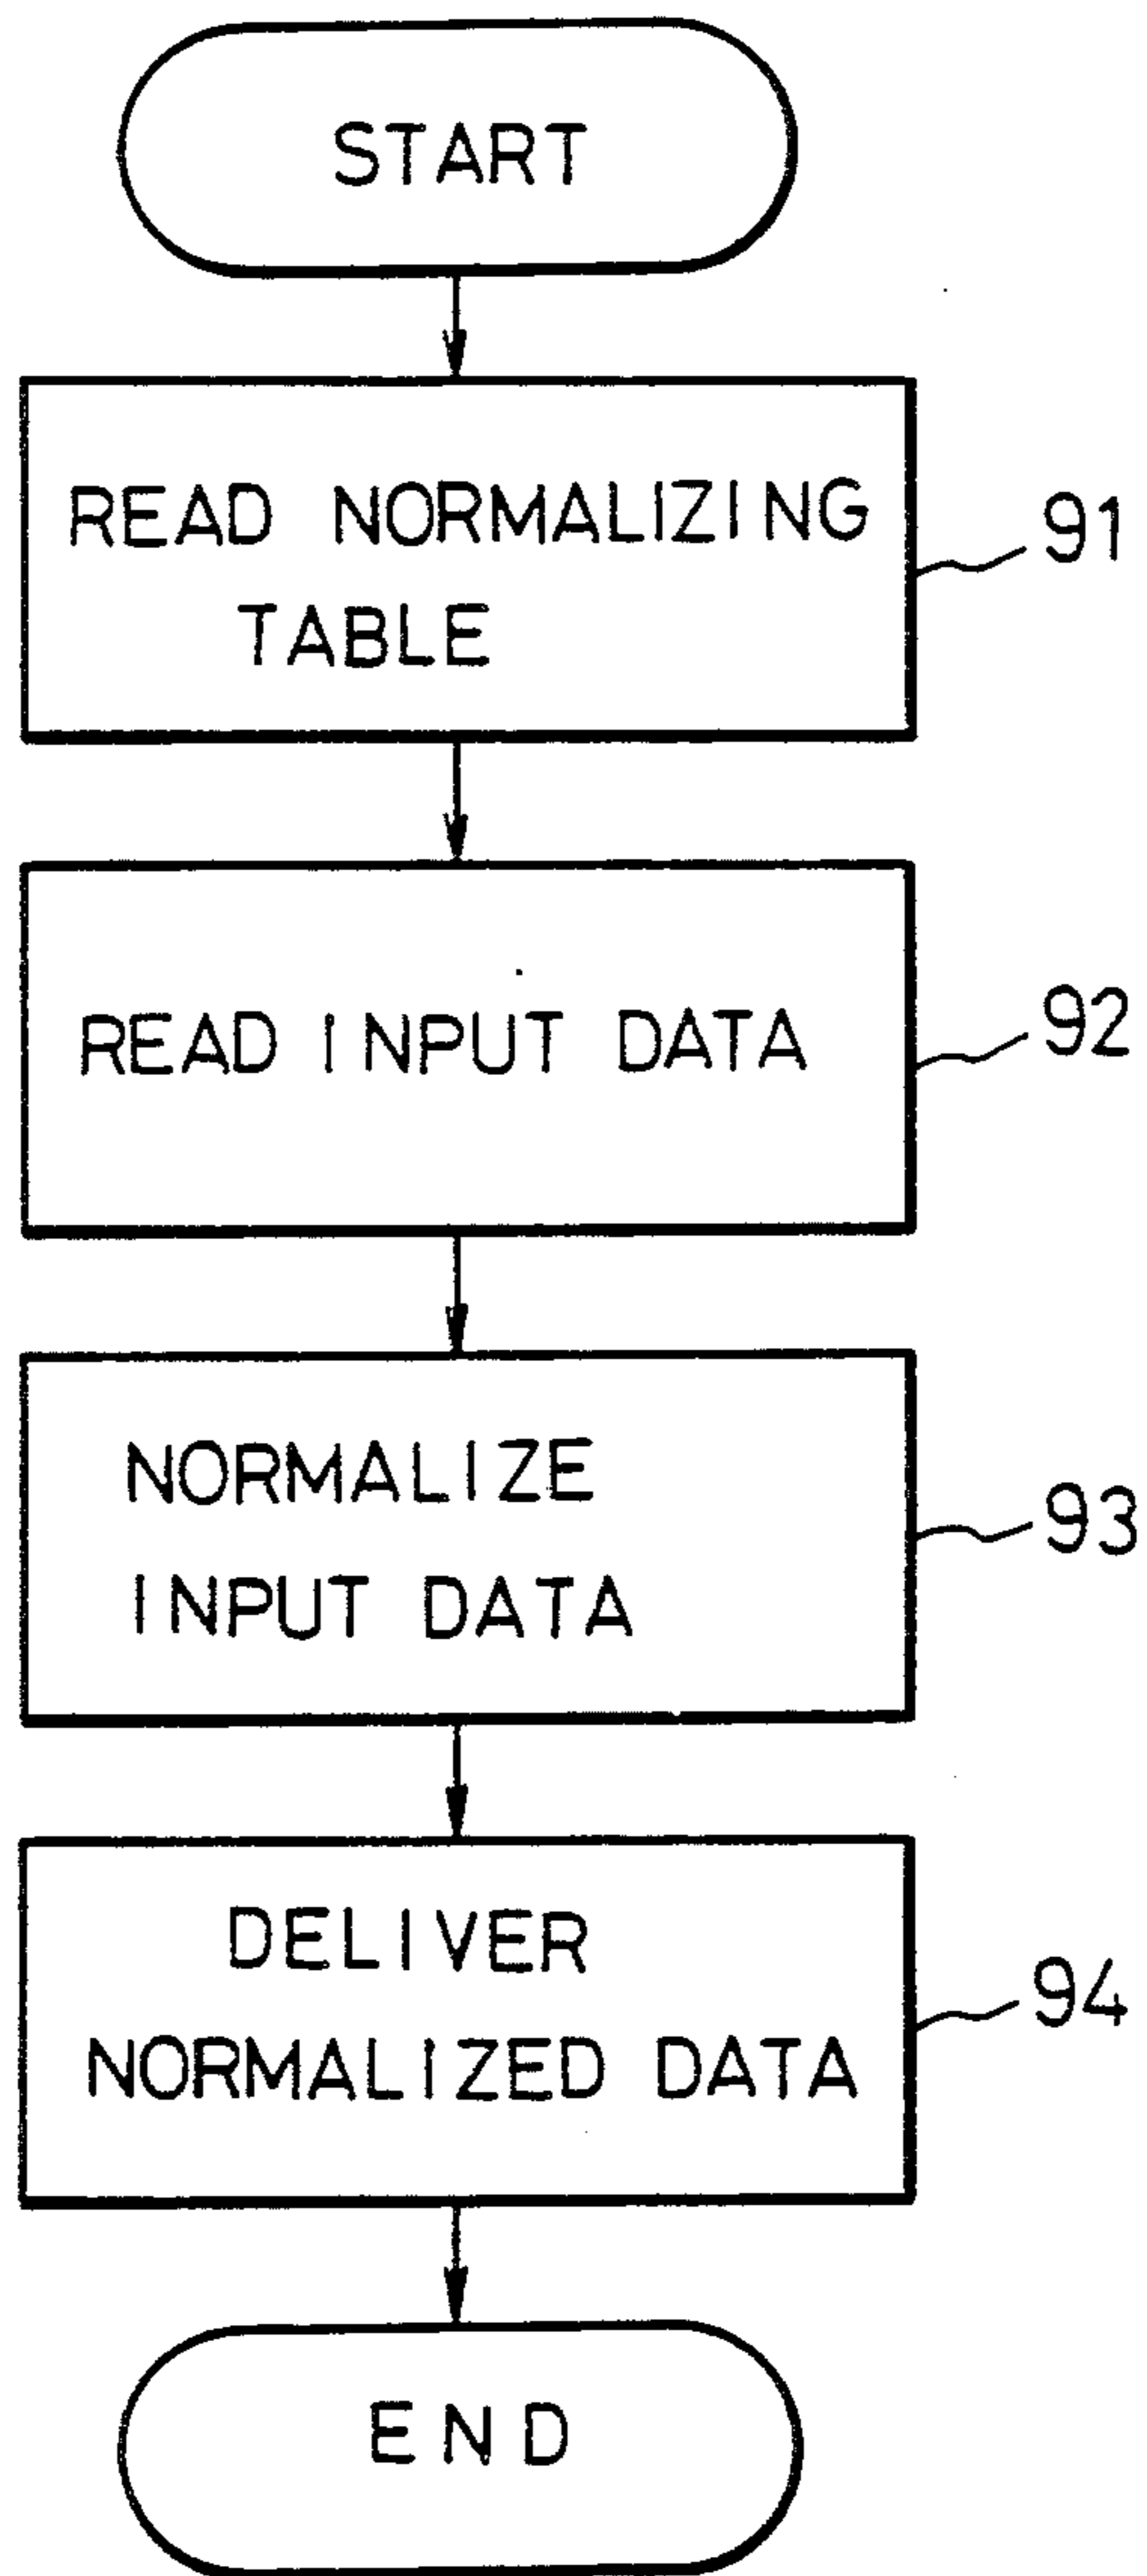 START
READ NORMALIZING
TABLE
91
READ INPUT DATA
92
NORMALIZE
INPUT DATA
93
DELIVER
NORMALIZED DATA
94
END